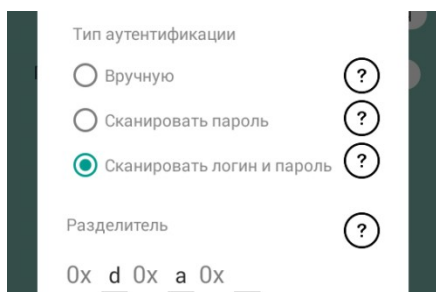 Тип аутентификации
Вручную ?
Сканировать пароль ?
Сканировать логин и пароль ?
Разделитель ?
0x d 0x a 0x